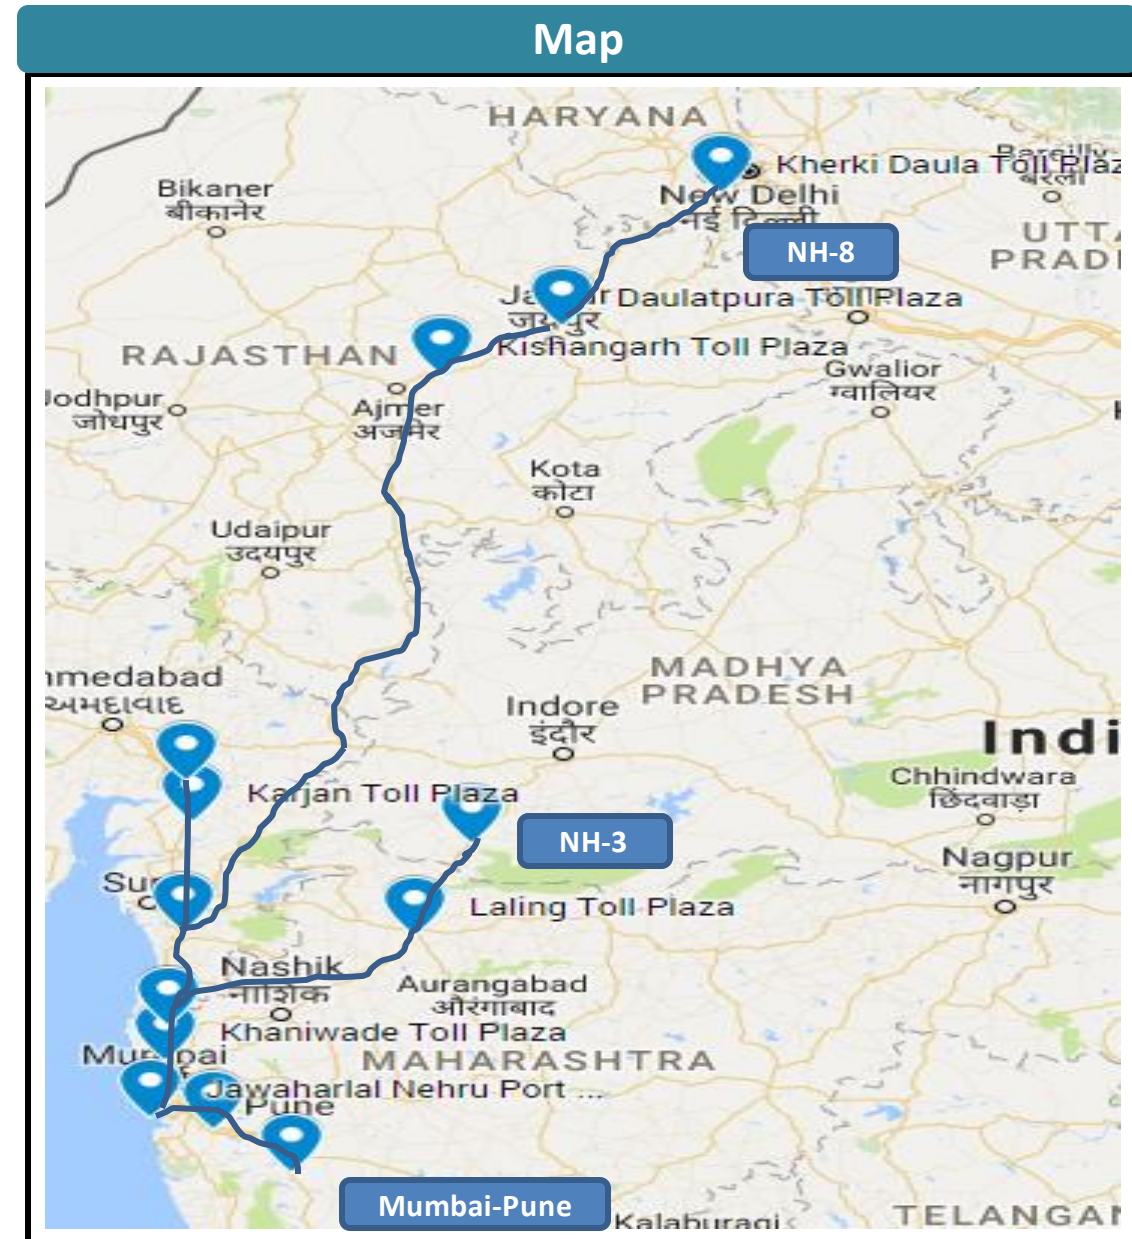 Map
HARYANA
Kherki Daula Toll Plaz
Bareilly
बरेली
Bikaner
बीकानेर
New Delhi
नई दिल्ली
UTTA
PRADI
NH-8
Daulatpura Toll Plaza
जयपुर
Kishangarh Toll Plaza
RAJASTHAN
Gwalior
ग्वालियर
Jodhpur
जोधपुर
Ajmer
अजमेर
Kota
कोटा
Udaipur
उदयपुर
MADHYA
PRADESH
hmedabad
અમદાવાદ
Indore
इंदौर
Indi
Karjan Toll Plaza
Chhindwara
छिंदवाड़ा
NH-3
Nagpur
नागपुर
Su
Laling Toll Plaza
Nashik
नाशिक
Aurangabad
औरंगाबाद
Khaniwade Toll Plaza
Mumbai
MAHARASHTRA
Jawaharlal Nehru Port ...
Pune
Mumbai-Pune
Kalaburagi
TELANGAN